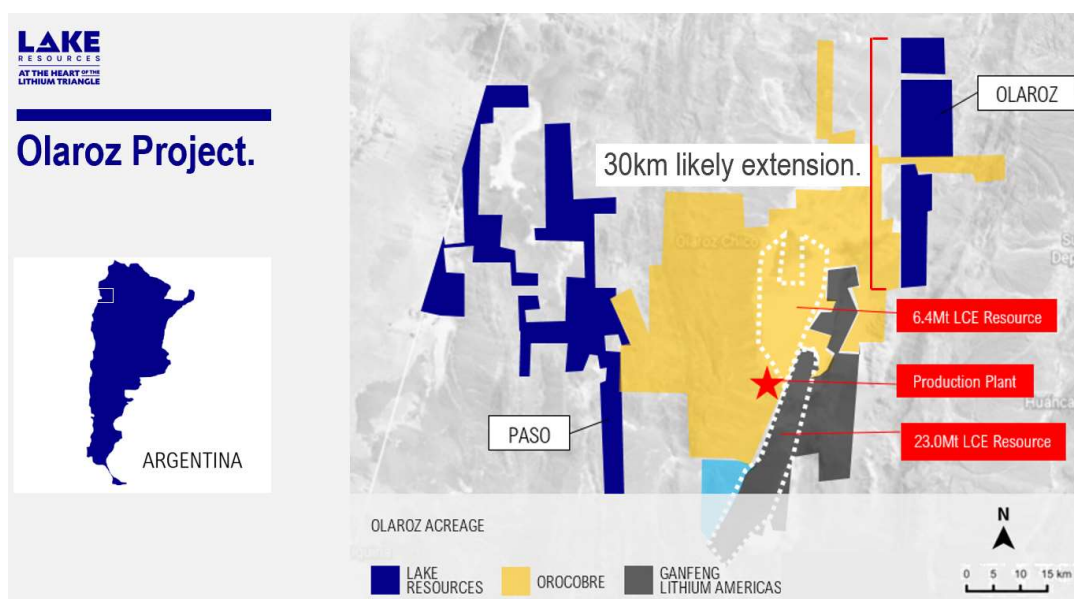 LAKE
RESOURCES
AT THE HEART OF THE
LITHIUM TRIANGLE
Olaroz Project.
ARGENTINA
OLAROZ
30km likely extension.
Olaroz Chico
6.4Mt LCE Resource
Production Plant
23.0Mt LCE Resource
PASO
OLAROZ ACREAGE
LAKE
RESOURCES
OROCOBRE
GANFENG
LITHIUM AMERICAS
N
0 5 10 15 km